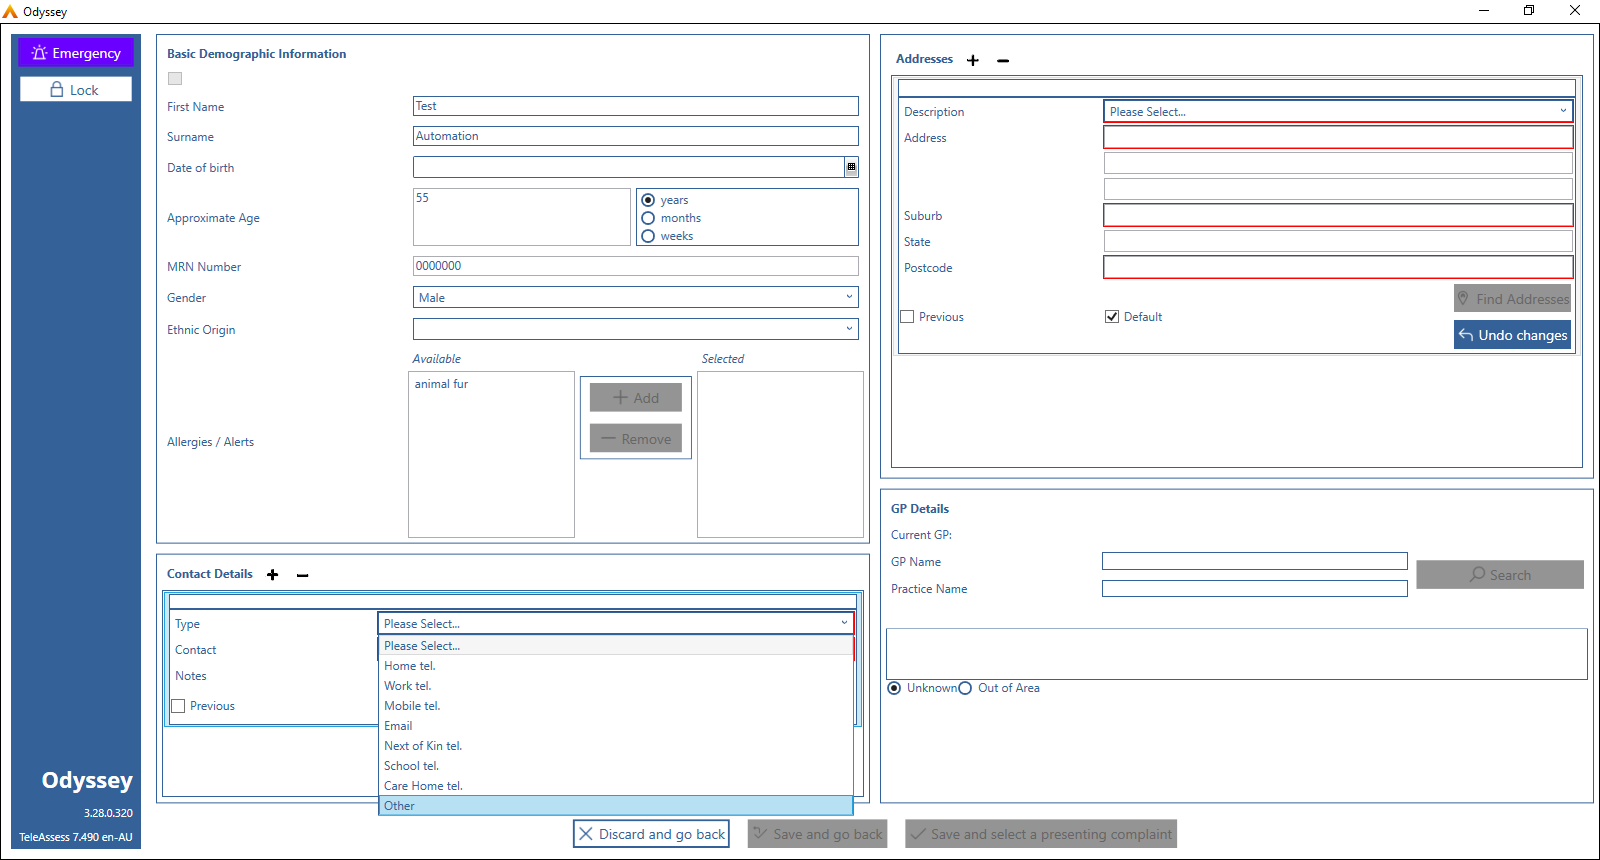 Odyssey
Emergency
Lock
Basic Demographic Information
First Name
Test
Surname
Automation
Date of birth
Approximate Age
55
years
months
weeks
MRN Number
0000000
Gender
Male
Ethnic Origin
Available
Selected
animal fur
Add
Remove
Allergies / Alerts
Contact Details
Type
Please Select...
Contact
Notes
Previous
Please Select...
Home tel.
Work tel.
Mobile tel.
Email
Next of Kin tel.
School tel.
Care Home tel.
Other
Addresses
Description
Please Select...
Address
Suburb
State
Postcode
Find Addresses
Previous
Default
Undo changes
GP Details
Current GP:
GP Name
Practice Name
Search
Unknown
Out of Area
Odyssey
3.28.0.320
TeleAssess 7.490 en-AU
Discard and go back
Save and go back
Save and select a presenting complaint